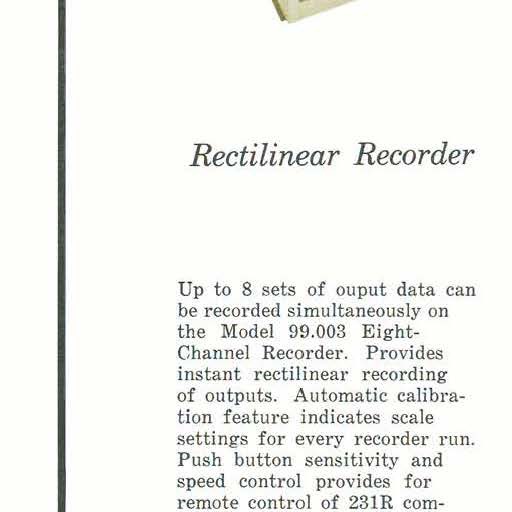 Rectilinear Recorder
Up to 8 sets of ouput data can
be recorded simultaneously on
the Model 99.003 Eight-
Channel Recorder. Provides
instant rectilinear recording
of outputs. Automatic calibra-
tion feature indicates scale
settings for every recorder run.
Push button sensitivity and
speed control provides for
remote control of 231R com-